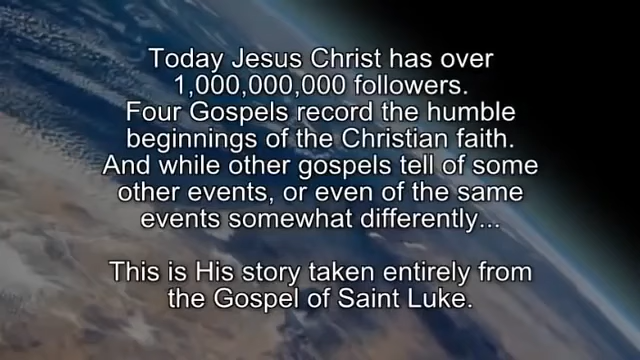 Today Jesus Christ has over
1,000,000,000 followers.
Four Gospels record the humble
beginnings of the Christian faith.
And while other gospels tell of some
other events, or even of the same
events somewhat differently...
This is His story taken entirely from
the Gospel of Saint Luke.